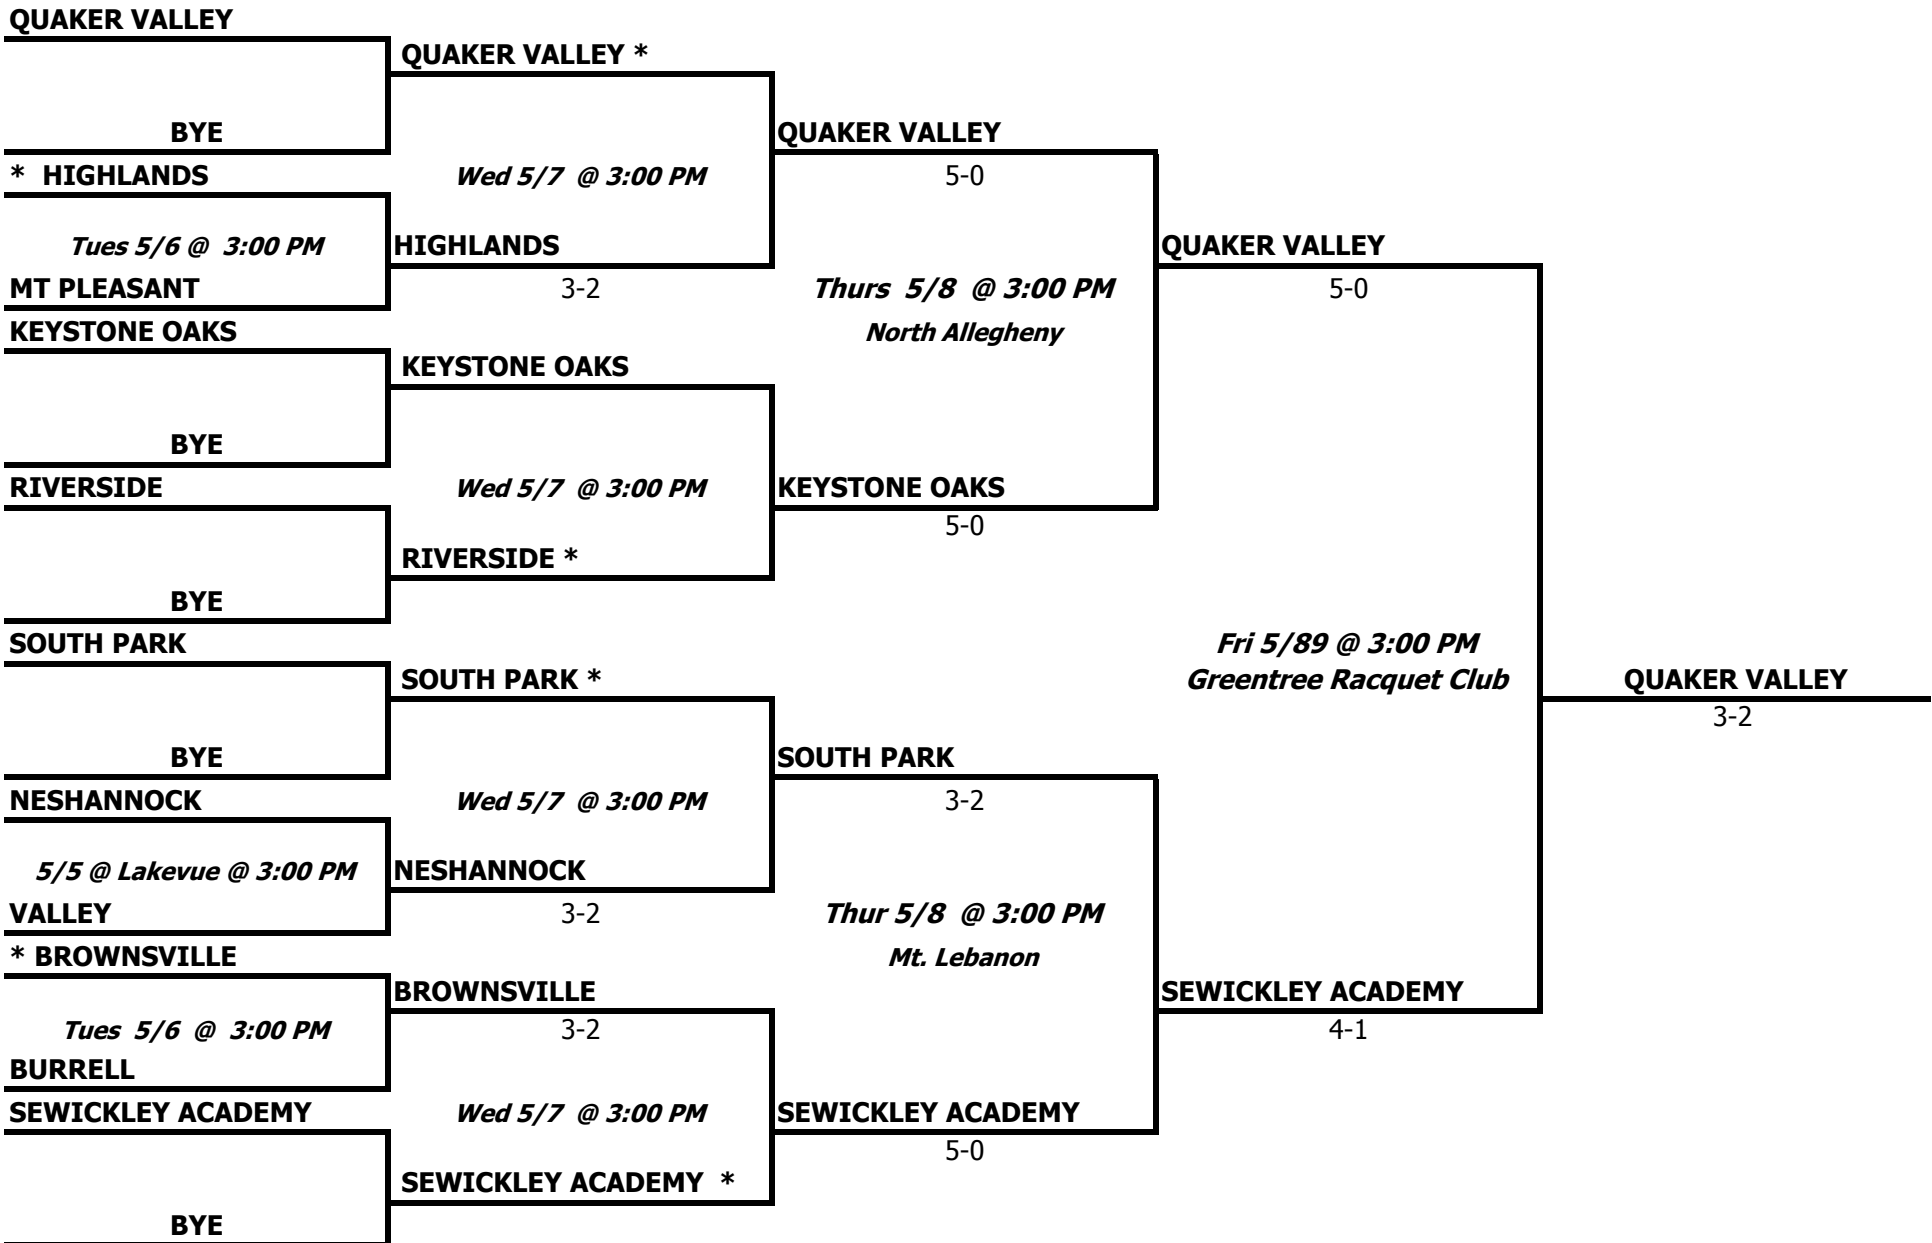 QUAKER VALLEY
QUAKER VALLEY *
BYE
QUAKER VALLEY
* HIGHLANDS
Wed 5/7 @ 3:00 PM
5-0
Tues 5/6 @ 3:00 PM
HIGHLANDS
QUAKER VALLEY
MT PLEASANT
3-2
Thurs 5/8 @ 3:00 PM
5-0
KEYSTONE OAKS
North Allegheny
KEYSTONE OAKS
BYE
RIVERSIDE
Wed 5/7 @ 3:00 PM
KEYSTONE OAKS
5-0
RIVERSIDE *
BYE
SOUTH PARK
Fri 5/89 @ 3:00 PM
SOUTH PARK *
Greentree Racquet Club
QUAKER VALLEY
3-2
BYE
SOUTH PARK
NESHANNOCK
Wed 5/7 @ 3:00 PM
3-2
5/5 @ Lakevue @ 3:00 PM
NESHANNOCK
VALLEY
3-2
Thur 5/8 @ 3:00 PM
* BROWNSVILLE
Mt. Lebanon
BROWNSVILLE
SEWICKLEY ACADEMY
Tues 5/6 @ 3:00 PM
3-2
4-1
BURRELL
SEWICKLEY ACADEMY
Wed 5/7 @ 3:00 PM
SEWICKLEY ACADEMY
5-0
SEWICKLEY ACADEMY *
BYE